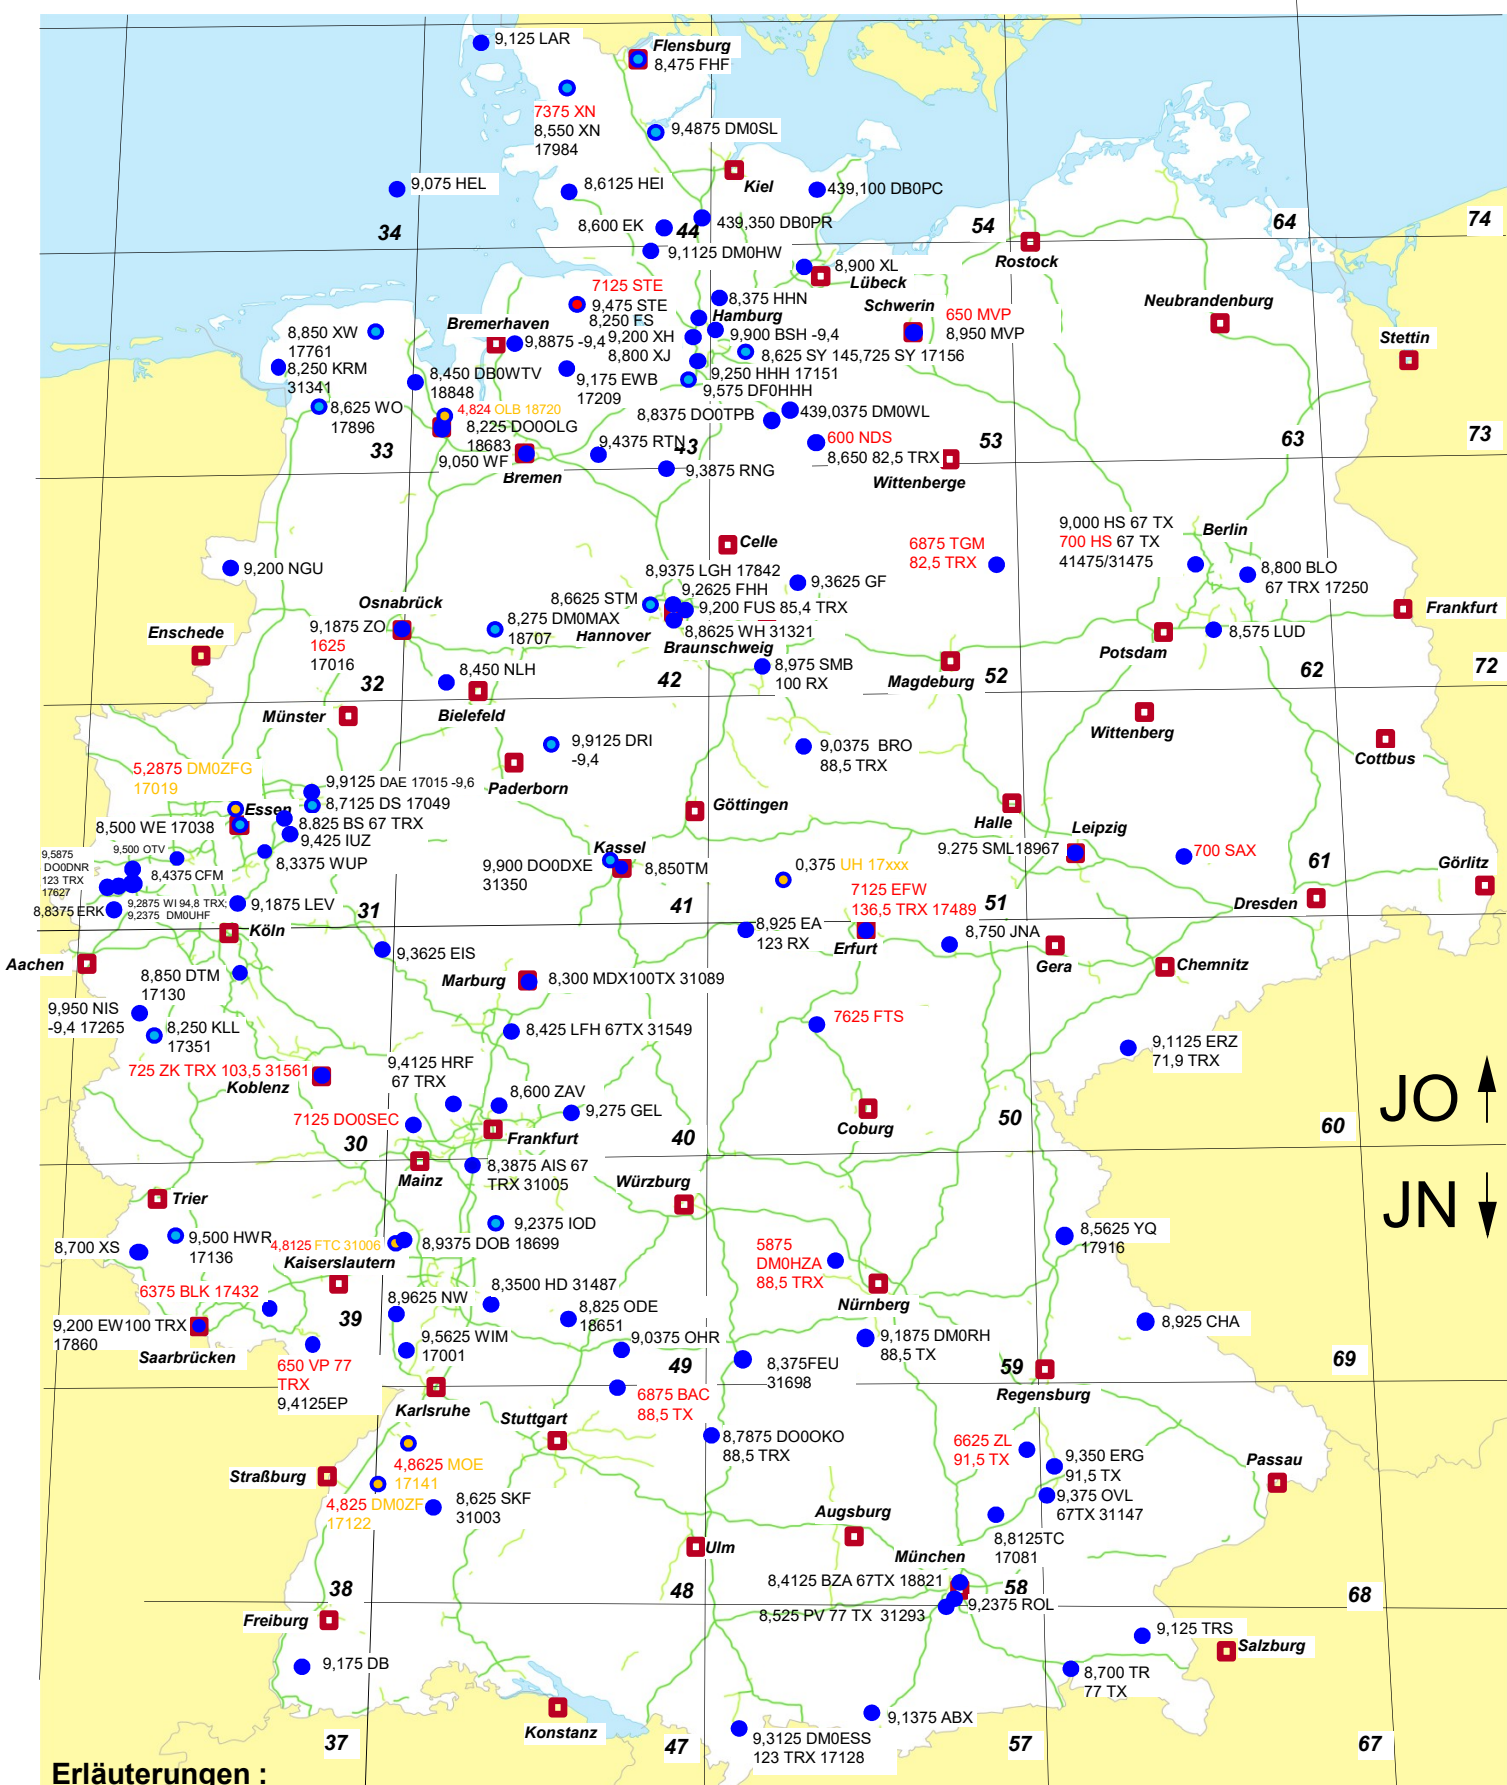 9,125 LAR
Flensburg
8,475 FHF
7375 XN
8,550 XN
17984
9,4875 DM0SL
Kiel
9,075 HEL
8,6125 HEI
439,100 DB0PC
8,600 EK
439,350 DB0PR
34
44
54
64
74
9,1125 DM0HW
Rostock
8,900 XL
Lübeck
7125 STE
9,475 STE
8,250 FS
8,375 HHN
Hamburg
Schwerin
650 MVP
8,950 MVP
Neubrandenburg
Stettin
8,850 XW
17761
Bremerhaven
9,8875 -9,4
9,200 XH
8,800 XJ
9,900 BSH -9,4
8,625 SY 145,725 SY 17156
8,250 KRM
31341
8,450 DB0WTV
18848
9,175 EWB
17209
9,250 HHH 17151
9,575 DF0HHH
8,625 WO
17896
4,824 OLB 18720
8,225 DO0OLG
18683
8,8375 DO0TPB
439,0375 DM0WL
33
9,050 WF
Bremen
9,4375 RTN
43
9,3875 RNG
600 NDS
8,650 82,5 TRX
53
Wittenberge
63
73
Celle
6875 TGM
82,5 TRX
9,000 HS 67 TX
700 HS 67 TX
41475/31475
Berlin
8,800 BLO
67 TRX 17250
9,200 NGU
8,9375 LGH 17842
9,2625 FHH
9,3625 GF
8,6625 STM
9,200 FUS 85,4 TRX
Osnabrück
9,1875 ZO
1625
17016
8,275 DM0MAX
18707
Hannover
8,8625 WH 31321
Braunschweig
Frankfurt
Enschede
8,575 LUD
Potsdam
8,450 NLH
8,975 SMB
100 RX
Magdeburg
32
42
52
62
72
Münster
Bielefeld
Wittenberg
Cottbus
9,9125 DRI
-9,4
Paderborn
9,0375 BRO
88,5 TRX
5,2875 DM0ZFG
17019
9,9125 DAE 17015 -9,6
8,7125 DS 17049
Essen
8,825 BS 67 TRX
8,500 WE 17038
9,425 IUZ
8,3375 WUP
Göttingen
Halle
Leipzig
9.275 SML18967
700 SAX
61
Görlitz
9,5875
DO0DNR
123 TRX
17627
9,500 OTV
8,4375 CFM
Kassel
9,900 DO0DXE
31350
8,850TM
0,375 UH 17xxx
7125 EFW
136,5 TRX 17489
9,2875 WI 94,8 TRX;
9,2375 DM0UHF
8,8375 ERK
9,1875 LEV
31
41
51
Dresden
Köln
8,925 EA
123 RX
Erfurt
8,750 JNA
Gera
Chemnitz
Aachen
9,3625 EIS
8,850 DTM
17130
Marburg
8,300 MDX100TX 31089
9,950 NIS
-9,4 17265
8,250 KLL
17351
8,425 LFH 67TX 31549
7625 FTS
9,1125 ERZ
71,9 TRX
725 ZK TRX 103,5 31561
Koblenz
9,4125 HRF
67 TRX
8,600 ZAV
9,275 GEL
JO
7125 DO0SEC
Frankfurt
Coburg
30
40
50
60
Mainz
8,3875 AIS 67
TRX 31005
Trier
Würzburg
JN
9,500 HWR
17136
9,2375 IOD
8,5625 YQ
17916
8,700 XS
4,8125 FTC 31006
8,9375 DOB 18699
Kaiserslautern
5875
DM0HZA
88,5 TRX
6375 BLK 17432
8,3500 HD 31487
8,9625 NW
8,825 ODE
18651
Nürnberg
39
9,200 EW100 TRX
17860
Saarbrücken
9,5625 WIM
17001
9,0375 OHR
9,1875 DM0RH
88,5 TX
8,925 CHA
650 VP 77
TRX
9,4125EP
49
8,375FEU
31698
59
69
Karlsruhe
6875 BAC
88,5 TX
Regensburg
Stuttgart
8,7875 DO0OKO
88,5 TRX
6625 ZL
91,5 TX
9,350 ERG
91,5 TX
Passau
4,8625 MOE
17141
Straßburg
4,825 DM0ZF
17122
8,625 SKF
31003
9,375 OVL
67TX 31147
Augsburg
8,8125TC
17081
Ulm
München
8,4125 BZA 67TX 18821
38
48
58
68
9,2375 ROL
8,525 PV 77 TX 31293
Freiburg
9,125 TRS
Salzburg
9,175 DB
8,700 TR
77 TX
Konstanz
9,1375 ABX
37
47
9,3125 DM0ESS
123 TRX 17128
57
67
Erläuterungen :